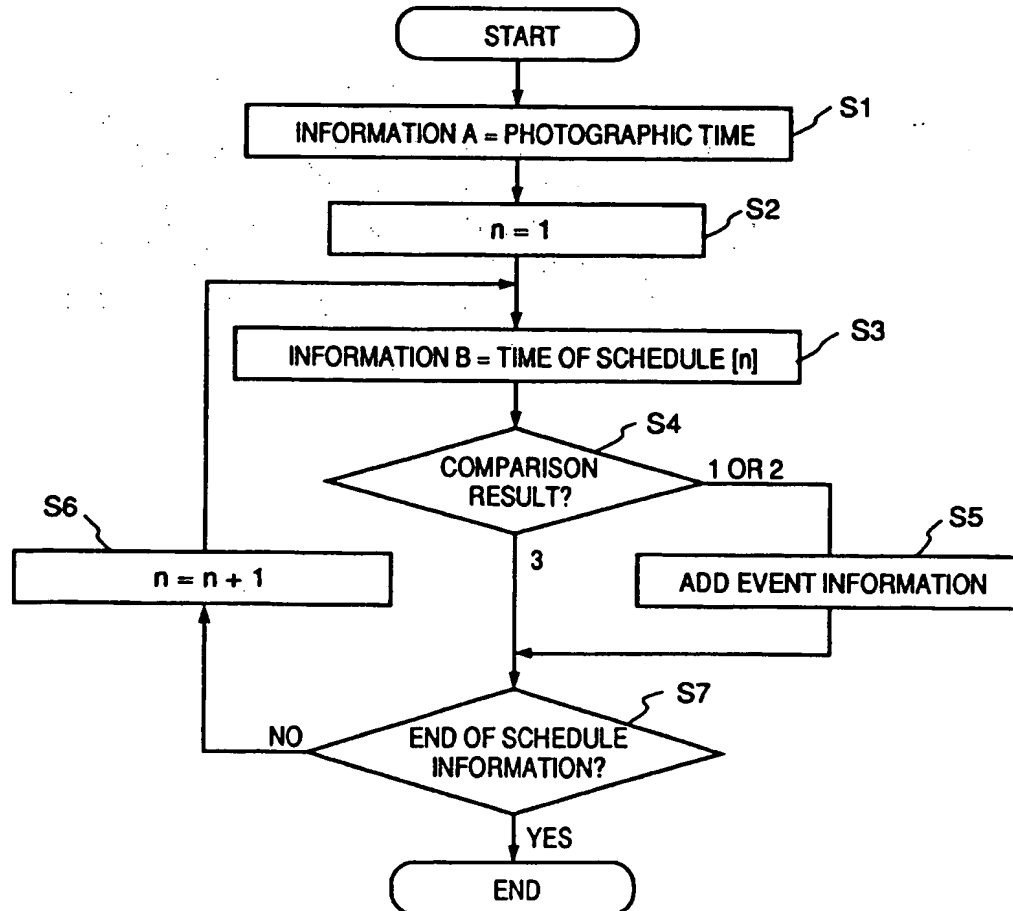 START
S1
INFORMATION A = PHOTOGRAPHIC TIME
S2
n = 1
S3
INFORMATION B = TIME OF SCHEDULE [n]
S4
COMPARISON
RESULT?
1 OR 2
S6
n = n + 1
3
S5
ADD EVENT INFORMATION
S7
NO
END OF SCHEDULE
INFORMATION?
YES
END